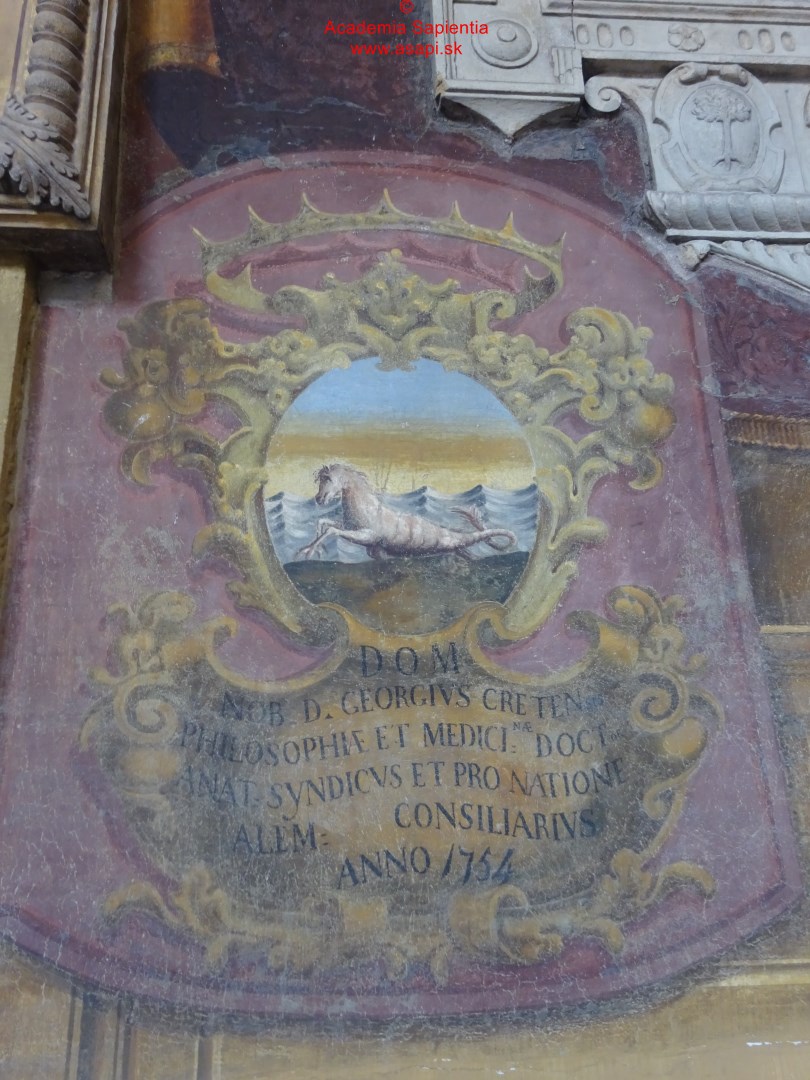 © Academia Sapientia
www.asapi.sk
D O M
NOB. D. GEORGIVS
PHILOSOPHIÆ ET MEDICI:NÆ DOCT
ANAT. SYNDICVS ET PRO NATIONE
ALEM: CONSILIARIVS
ANNO 1754